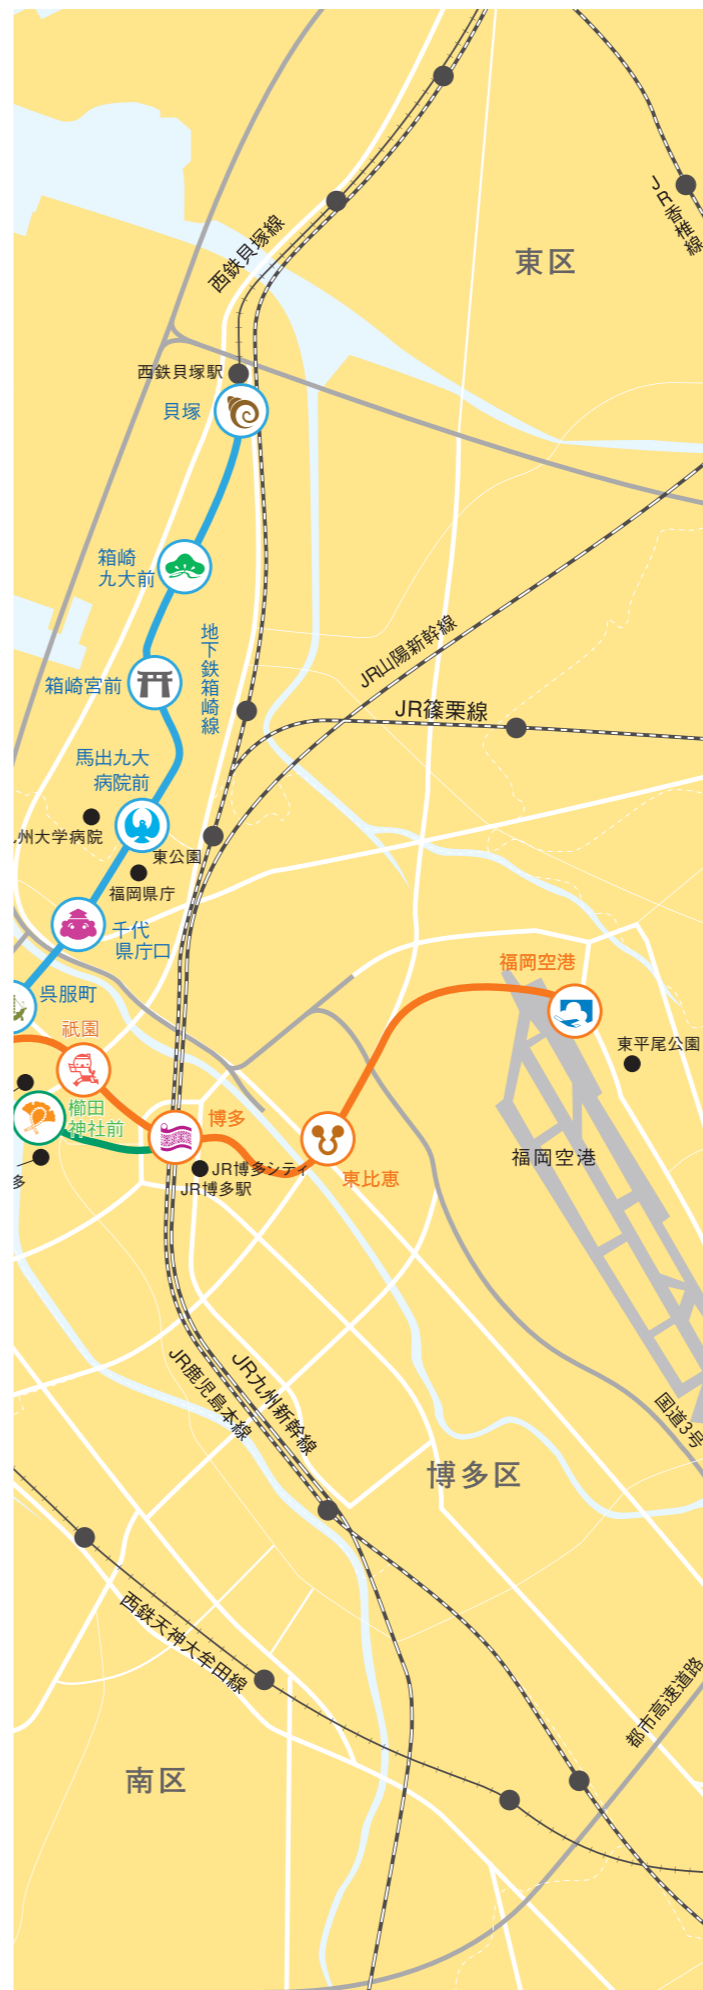 JR香椎線
東区
西鉄貝塚線
西鉄貝塚駅
貝塚
箱崎
九大前
地下鉄箱崎線
JR山陽新幹線
箱崎宮前
JR篠栗線
馬出九大
病院前
州大学病院
東公園
福岡県庁
千代
県庁口
福岡空港
呉服町
祇園
東平尾公園
櫛田
神社前
博多
JR博多シティ
JR博多駅
東比恵
福岡空港
多
JR九州新幹線
JR鹿児島本線
国道3号
博多区
西鉄天神大牟田線
都市高速道路
南区